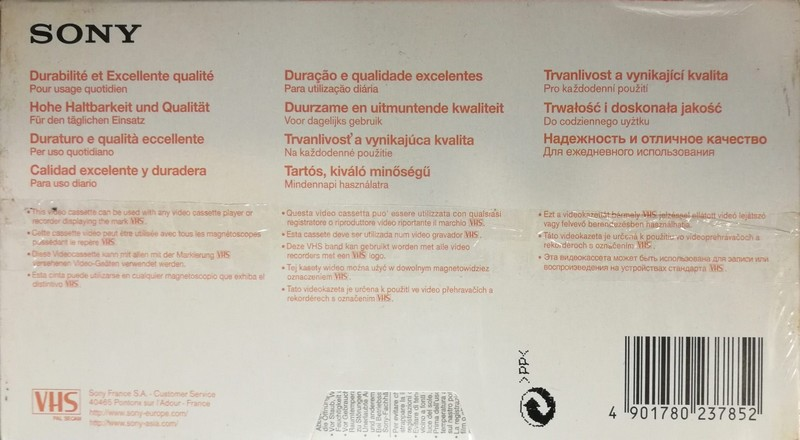 SONY
Durabilité et Excellente qualité
Pour usage quotidien
Hohe Haltbarkeit und Qualität
Für den täglichen Einsatz
Duraturo e qualità eccellente
Per uso quotidiano
Calidad excelente y duradera
Para uso diario
Duração e qualidade excelentes
Para utilização diária
Duurzame en uitmuntende kwaliteit
Voor dagelijks gebruik
Trvanlivosť a vynikajúca kvalita
Na každodenné použitie
Tartós, kiváló minőségű
Mindennapi használatra
Trvanlivost a vynikající kvalita
Pro každodenní použití
Trwałość i doskonała jakość
Do codziennego użytku
Надежность и отличное качество
Для ежедневного использования
• This video cassette can be used with any video cassette player or
recorder displaying the mark VHS.
• Cette cassette vidéo peut être utilisée avec tous les magnétoscopes
possédant le repère VHS.
• Diese Videocassette kann mit allen mit der Markierung VHS
versehenen Video-Geräten verwendet werden.
• Esta cinta puede utilizarse en cualquier magnetoscopio que exhiba el
distintivo VHS.
• Questa video cassetta puo' essere utilizzata con qualsiasi
registratore o riproduttore video riportante il marchio VHS.
• Esta cassete deve ser utilizada num video gravador VHS.
• Deze VHS band kan gebruikt worden met alle video
recorders met een VHS logo.
• Tej kasety wideo można użyć w dowolnym magnetowidzie z
oznaczeniem VHS.
• Tato videokazeta je určena k použití ve video přehravačích a
rekordérech s označením VHS.
• Ezt a videokazettát bármely VHS jelzéssel ellátott videó lejátszó
vagy felvevő berendezésben használhatja.
• Táto videokazeta je určená k použitiu vo videoprehrávačoch a
rekordéroch s označením VHS.
• Эта видеокассета может быть использована для записи или
воспроизведения на устройствах стандарта VHS.
VHS
PAL SECAM
Sony France S.A. - Customer Service
40465 Pontonx sur l'Adour - France
http://www.sony-europe.com/
http://www.sony-asia.com/
>PP<
4 901780 237852